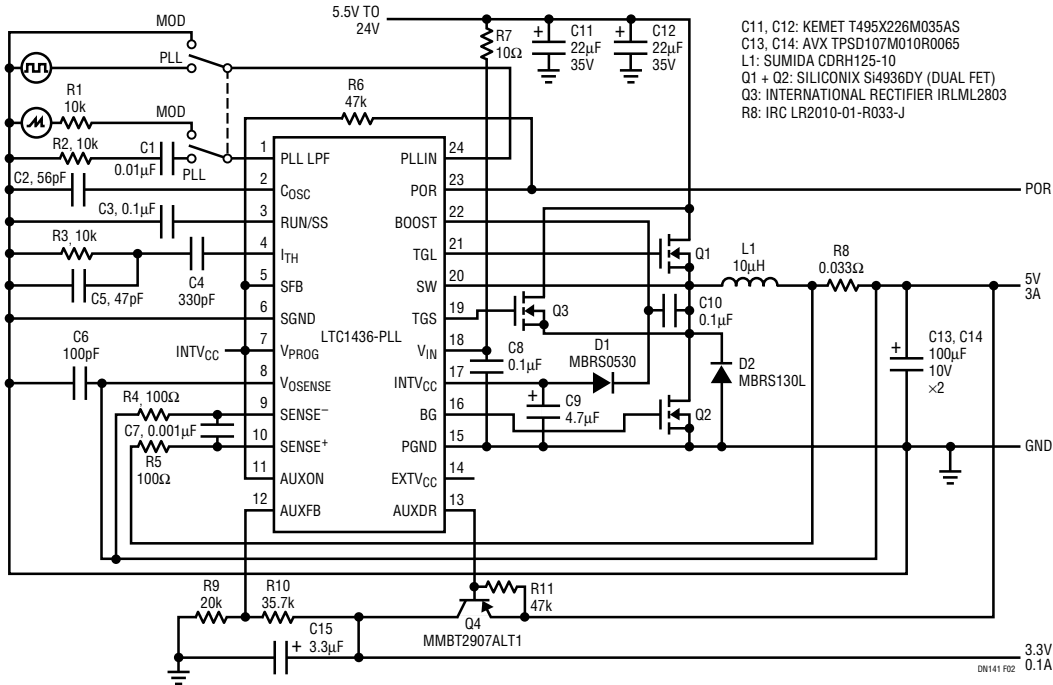 MOD
PLL
R1
10k
MOD
R2, 10k
C1
0.01µF
PLL
C2, 56pF
C3, 0.1µF
R3, 10k
C5, 47pF
C4
330pF
C6
100pF
INTVCC
R4, 100Ω
C7, 0.001µF
R5
100Ω
5.5V TO
24V
R7
10Ω
+
C11
22µF
35V
+
C12
22µF
35V
C11, C12: KEMET T495X226M035AS
C13, C14: AVX TPSD107M010R0065
L1: SUMIDA CDRH125-10
Q1 + Q2: SILICONIX Si4936DY (DUAL FET)
Q3: INTERNATIONAL RECTIFIER IRLML2803
R8: IRC LR2010-01-R033-J
R6
47k
LTC1436-PLL
1
PLL LPF
2
COSC
3
RUN/SS
4
ITH
5
SFB
6
SGND
7
VPROG
8
VOSENSE
9
SENSE–
10
SENSE+
11
AUXON
12
AUXFB
24
PLLIN
23
POR
22
BOOST
21
TGL
20
SW
19
TGS
18
VIN
17
INTVCC
16
BG
15
PGND
14
EXTVCC
13
AUXDR
POR
Q1
L1
10µH
R8
0.033Ω
5V
3A
Q3
C10
0.1µF
C8
0.1µF
D1
MBRS0530
D2
MBRS130L
+
C9
4.7µF
Q2
+
C13, C14
100µF
10V
×2
GND
R9
20k
R10
35.7k
C15
+ 3.3µF
R11
47k
Q4
MMBT2907ALT1
3.3V
0.1A
DN141 F02